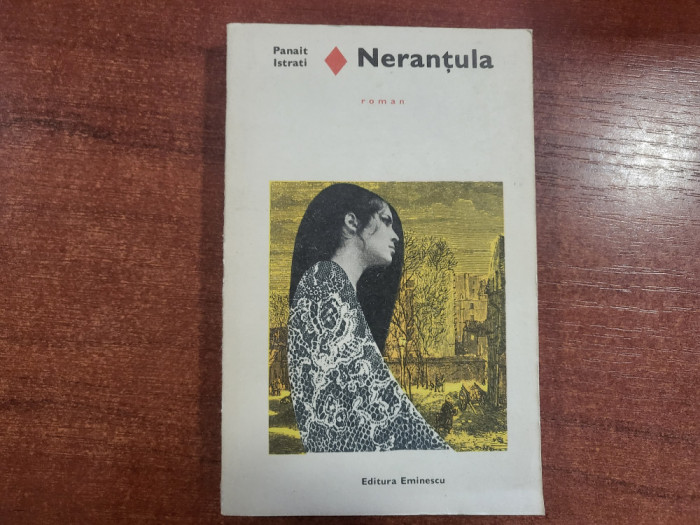 Panait
Istrati
Neranțula
roman
Editura Eminescu